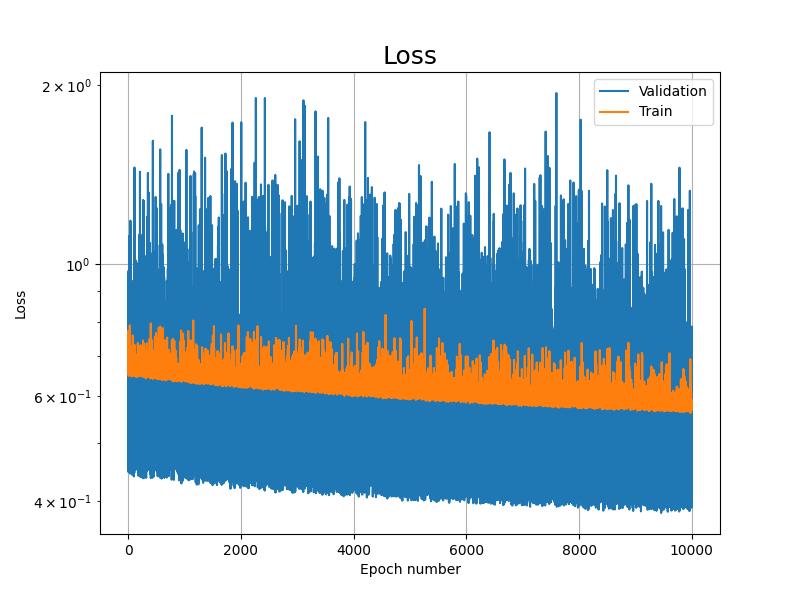 Loss
2 × 10⁰
10⁰
6 × 10⁻¹
4 × 10⁻¹
Loss
Validation
Train
0 2000 4000 6000 8000 10000
Epoch number